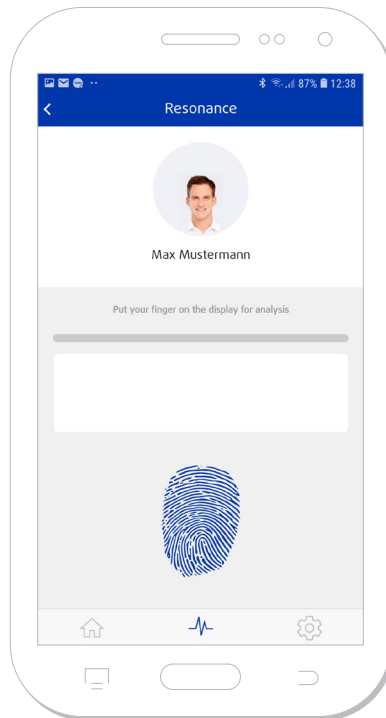 87% 12:38
Resonance
Max Mustermann
Put your finger on the display for analysis